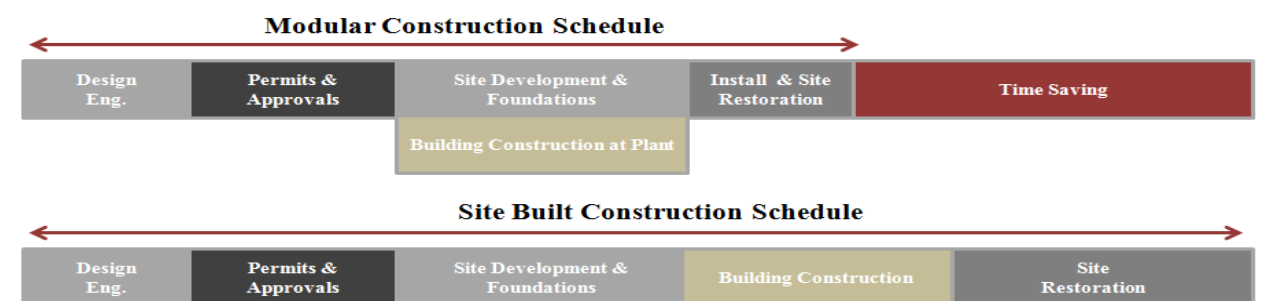 Modular Construction Schedule
Design
Eng.
Permits &
Approvals
Site Development &
Foundations
Install & Site
Restoration
Time Saving
Building Construction at Plant
Site Built Construction Schedule
Design
Eng.
Permits &
Approvals
Site Development &
Foundations
Building Construction
Site
Restoration